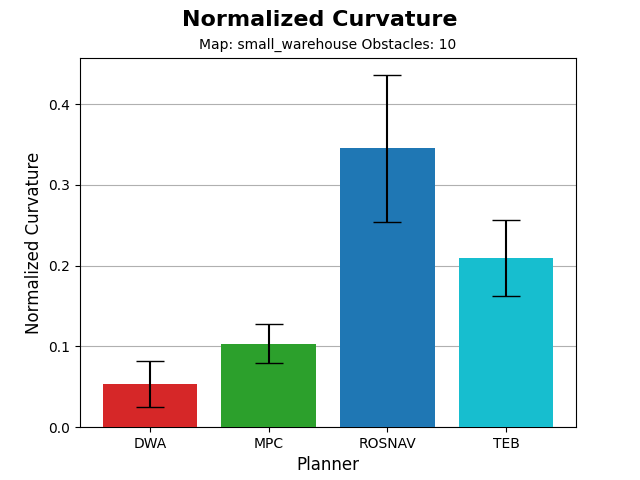 Normalized Curvature
Map: small_warehouse Obstacles: 10
Normalized Curvature
0.4
0.3
0.2
0.1
0.0
DWA MPC ROSNAV TEB
Planner